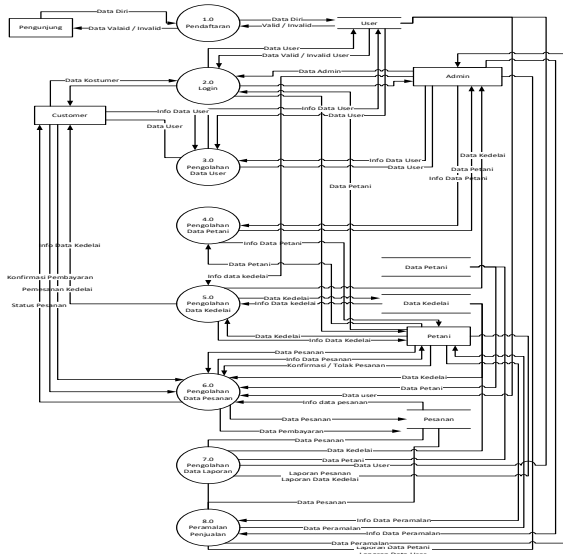 Pengunjung
Data Diri
Data Valaid / Invalid
1.0
Pendaftaran
Data Diri
Valid / Invalid
User
Data User
Data Valid / Invalid User
Data Admin
Admin
Data Kostumer
2.0
Login
Customer
Info Data User
Data User
Info Data User
Data User
3.0
Pengolahan
Data User
Info Data User
Data User
Data Kedelai
Data Petani
Info Data Petani
Data Petani
4.0
Pengolahan
Data Petani
Info Data Petani
Data Petani
Info data kedelai
Info Data Kedelai
Konfirmasi Pembayaran
Pemesanan Kedelai
Status Pesanan
Data Petani
5.0
Pengolahan
Data Kedelai
Data Kedelai
Info Data kedelai
Data Kedelai
Data Kedelai
Info Data Kedelai
Petani
Data Pesanan
Info Data Pesanan
Konfirmasi / Tolak Pesanan
6.0
Pengolahan
Data Pesanan
Data Kedelai
Data Petani
Data user
Info data pesanan
Data Pesanan
Pesanan
Data Pembayaran
Data Pesanan
7.0
Pengolahan
Data Laporan
Data Kedelai
Data Petani
Data User
Laporan Pesanan
Laporan Data Kedelai
Data Pesanan
8.0
Peramalan
Penjualan
Info Data Peramalan
Data Peramalan
Info Data Peramalan
Data Peramalan
Laporan Data Petani
Laporan Data User